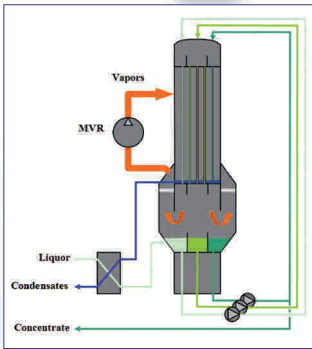 Vapors
MVR
Liquor
Condensates
Concentrate